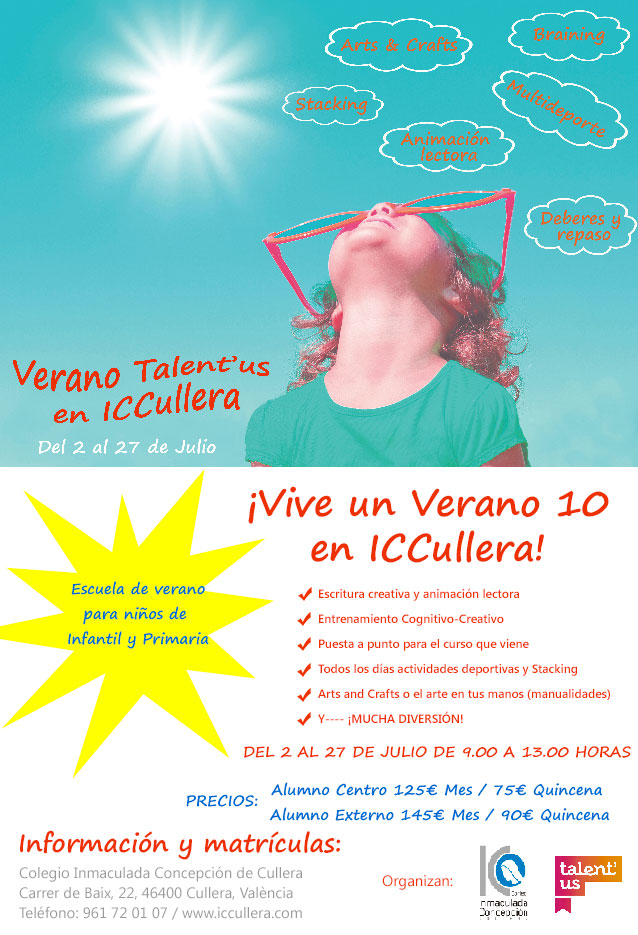 Arts & Crafts
Braining
Stacking
Multideporte
Animación
lectora
Deberes y
repaso
Verano Talent'us
en ICCullera
Del 2 al 27 de Julio
¡Vive un Verano 10
en ICCullera!
Escuela de verano
para niños de
Infantil y Primaria
Escritura creativa y animación lectora
Entrenamiento Cognitivo-Creativo
Puesta a punto para el curso que viene
Todos los días actividades deportivas y Stacking
Arts and Crafts o el arte en tus manos (manualidades)
Y---- ¡MUCHA DIVERSIÓN!
DEL 2 AL 27 DE JULIO DE 9.00 A 13.00 HORAS
PRECIOS:
Alumno Centro 125€ Mes / 75€ Quincena
Alumno Externo 145€ Mes / 90€ Quincena
Información y matrículas:
Colegio Inmaculada Concepción de Cullera
Carrer de Baix, 22, 46400 Cullera, València
Teléfono: 961 72 01 07 / www.iccullera.com
Organizan:
Inmaculada
Concepción
talent'
us